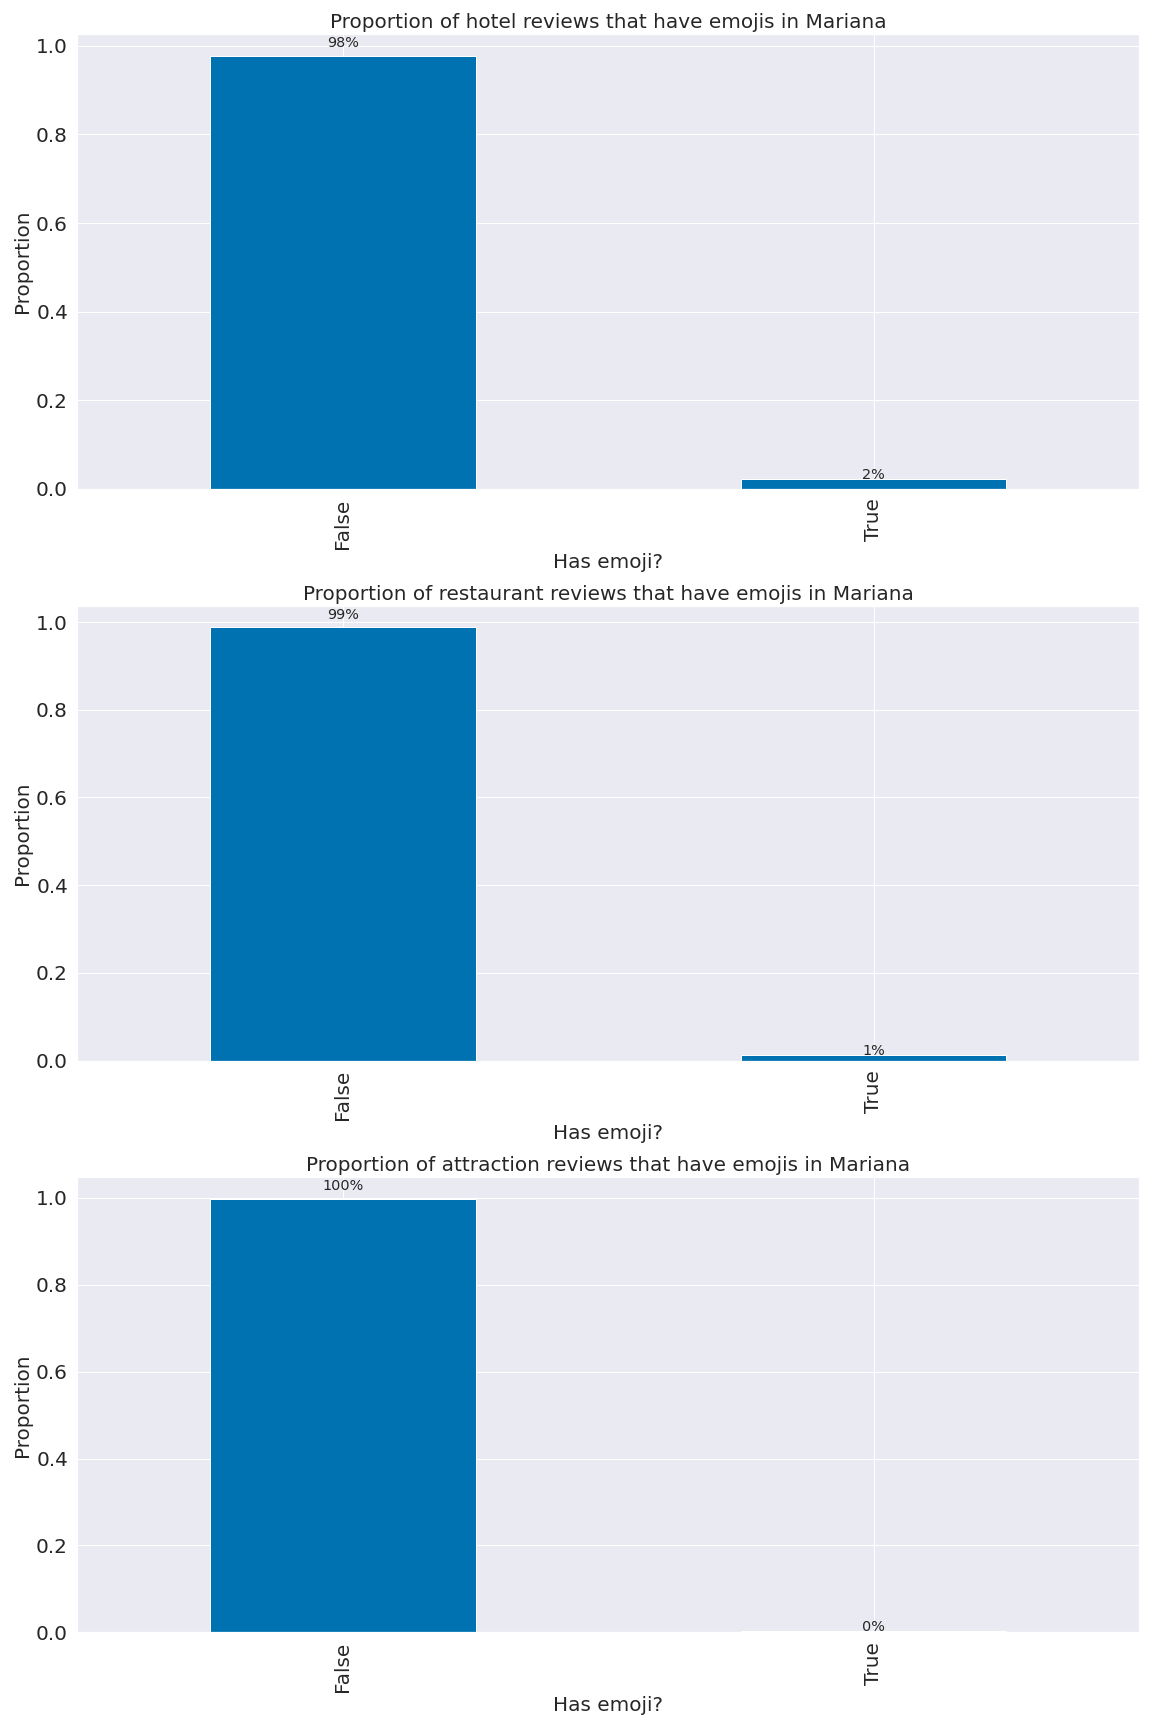 Proportion of hotel reviews that have emojis in Mariana
98%
1.0
0.8
0.6
0.4
0.2
0.0
Proportion
2%
False
True
Has emoji?
Proportion of restaurant reviews that have emojis in Mariana
99%
1.0
0.8
0.6
0.4
0.2
0.0
Proportion
1%
False
True
Has emoji?
Proportion of attraction reviews that have emojis in Mariana
100%
1.0
0.8
0.6
0.4
0.2
0.0
Proportion
0%
False
True
Has emoji?